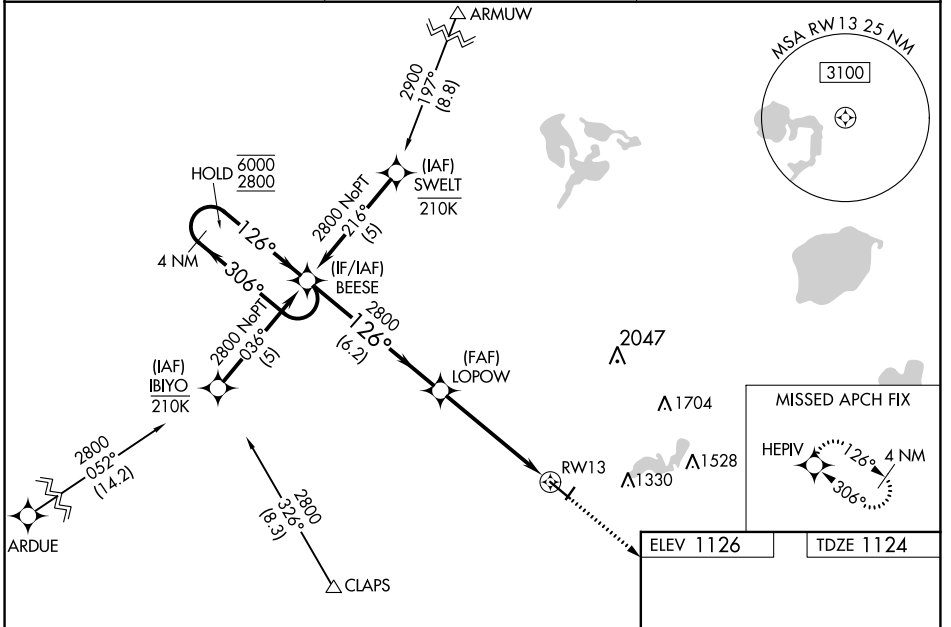 ARMUW
2900
197°
(8.8)
MSA RW13 25 NM
3100
HOLD 6000
2800
(IAF)
SWELT
210K
2800 NoPT
216°
(5)
126°
4 NM
306°
(IF/IAF)
BEESE
2800 NoPT
036°
(5)
2800
126°
(6.2)
(IAF)
IBIYO
210K
(FAF)
LOPOW
2047
1704
1528
1330
MISSED APCH FIX
HEPIV
126°
4 NM
306°
2800
052°
(14.2)
ARDUE
2800
326°
(8.3)
CLAPS
RW13
ELEV 1126
TDZE 1124